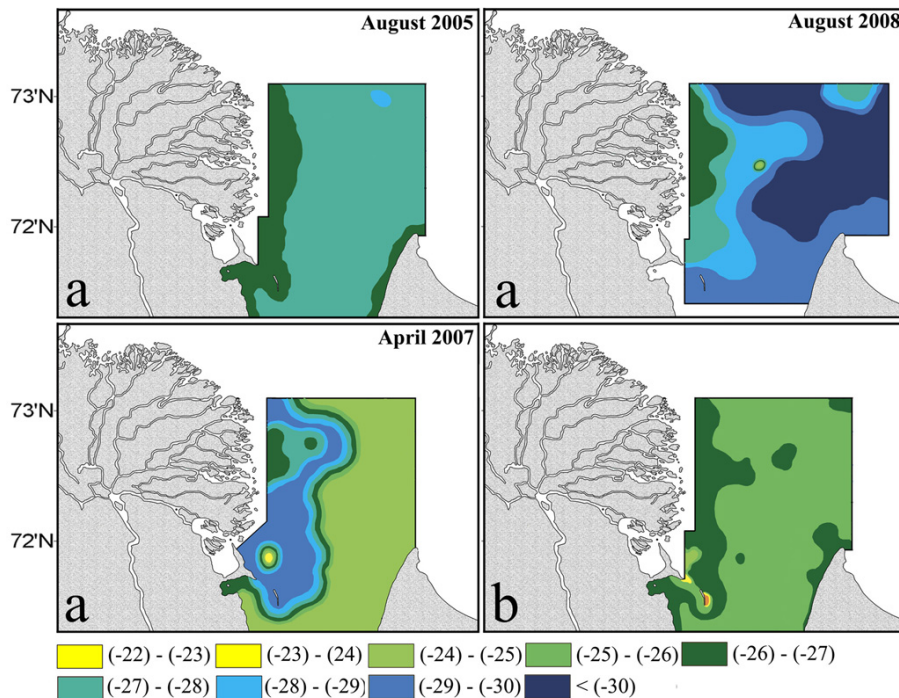 August 2005
August 2008
73'N
72'N
a
a
April 2007
73'N
72'N
a
b
(-22) - (-23)
(-23) - (-24)
(-24) - (-25)
(-25) - (-26)
(-26) - (-27)
(-27) - (-28)
(-28) - (-29)
(-29) - (-30)
< (-30)